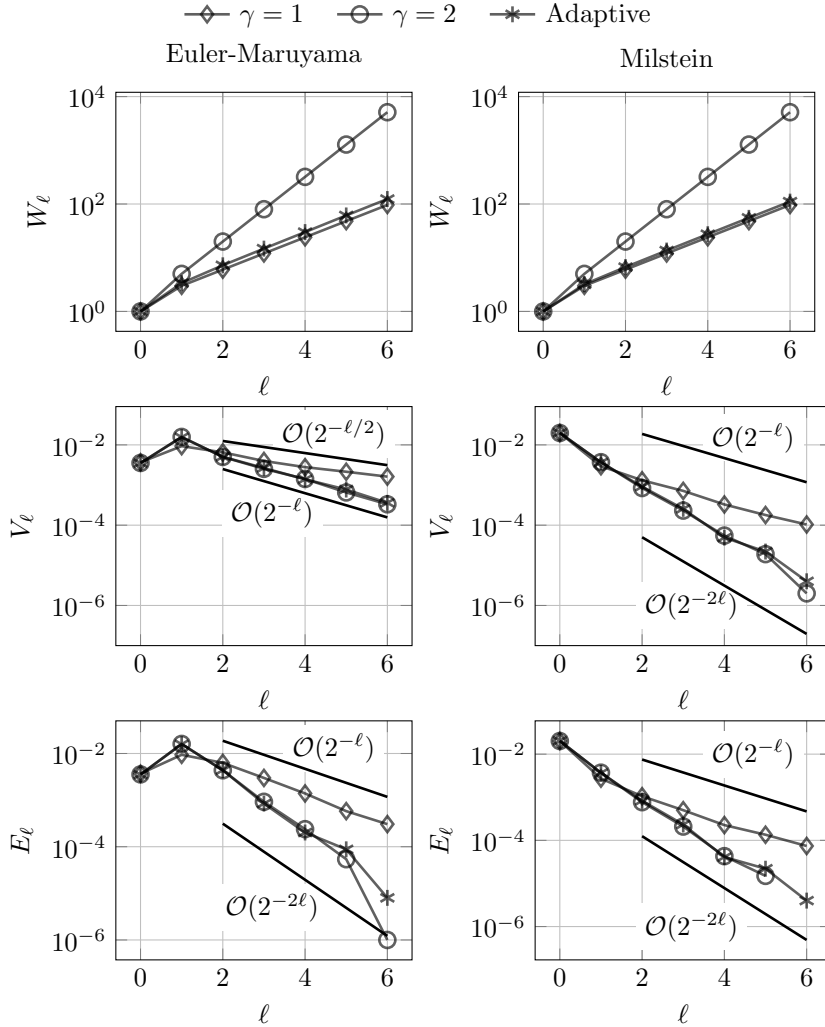 γ = 1 γ = 2 Adaptive
Euler-Maruyama Milstein
10^4 10^4
10^2 10^2
W_ℓ W_ℓ
10^0 10^0
0 2 4 6 0 2 4 6
ℓ ℓ
O(2^{-ℓ/2}) O(2^{-ℓ})
10^{-2} 10^{-2}
V_ℓ 10^{-4} V_ℓ 10^{-4}
O(2^{-ℓ}) O(2^{-2ℓ})
10^{-6} 10^{-6}
0 2 4 6 0 2 4 6
ℓ ℓ
O(2^{-ℓ}) O(2^{-ℓ})
10^{-2} 10^{-2}
E_ℓ 10^{-4} E_ℓ 10^{-4}
O(2^{-2ℓ}) O(2^{-2ℓ})
10^{-6} 10^{-6}
0 2 4 6 0 2 4 6
ℓ ℓ